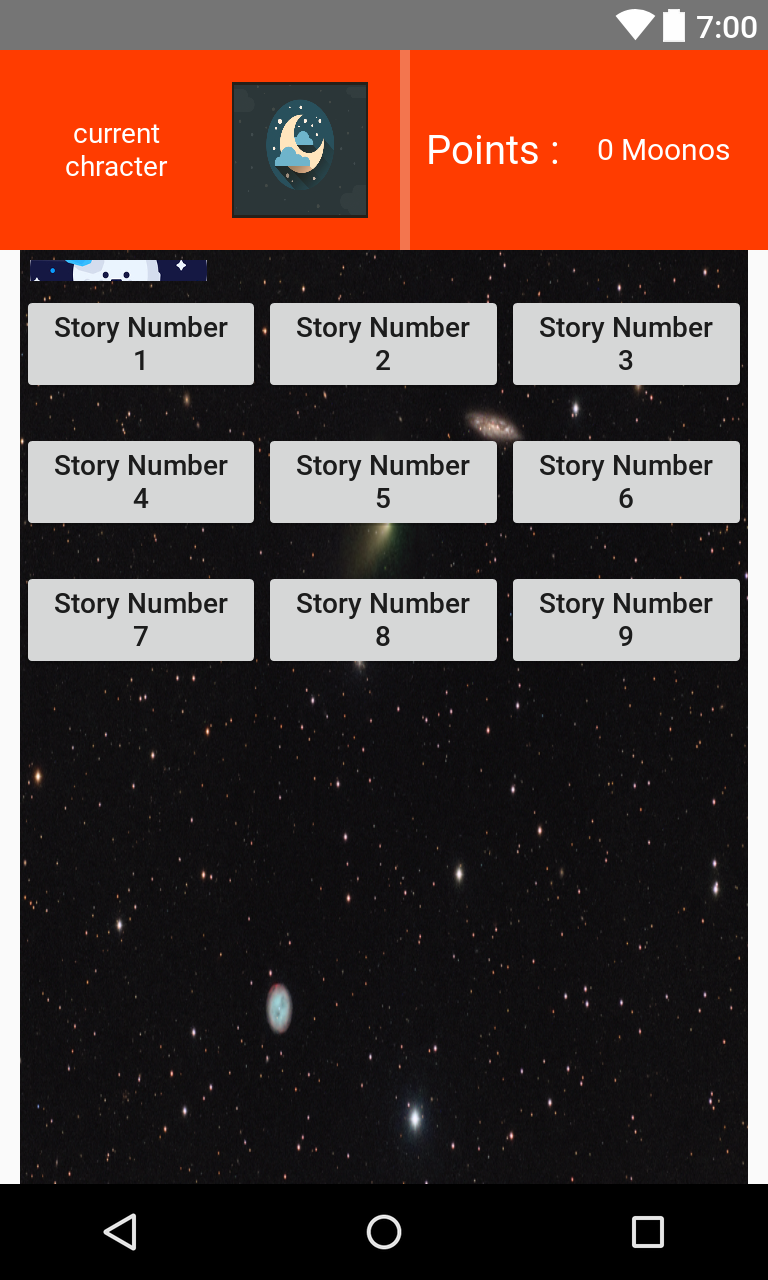 7:00
current
chracter
Points :
0 Moonos
Story Number
1
Story Number
2
Story Number
3
Story Number
4
Story Number
5
Story Number
6
Story Number
7
Story Number
8
Story Number
9